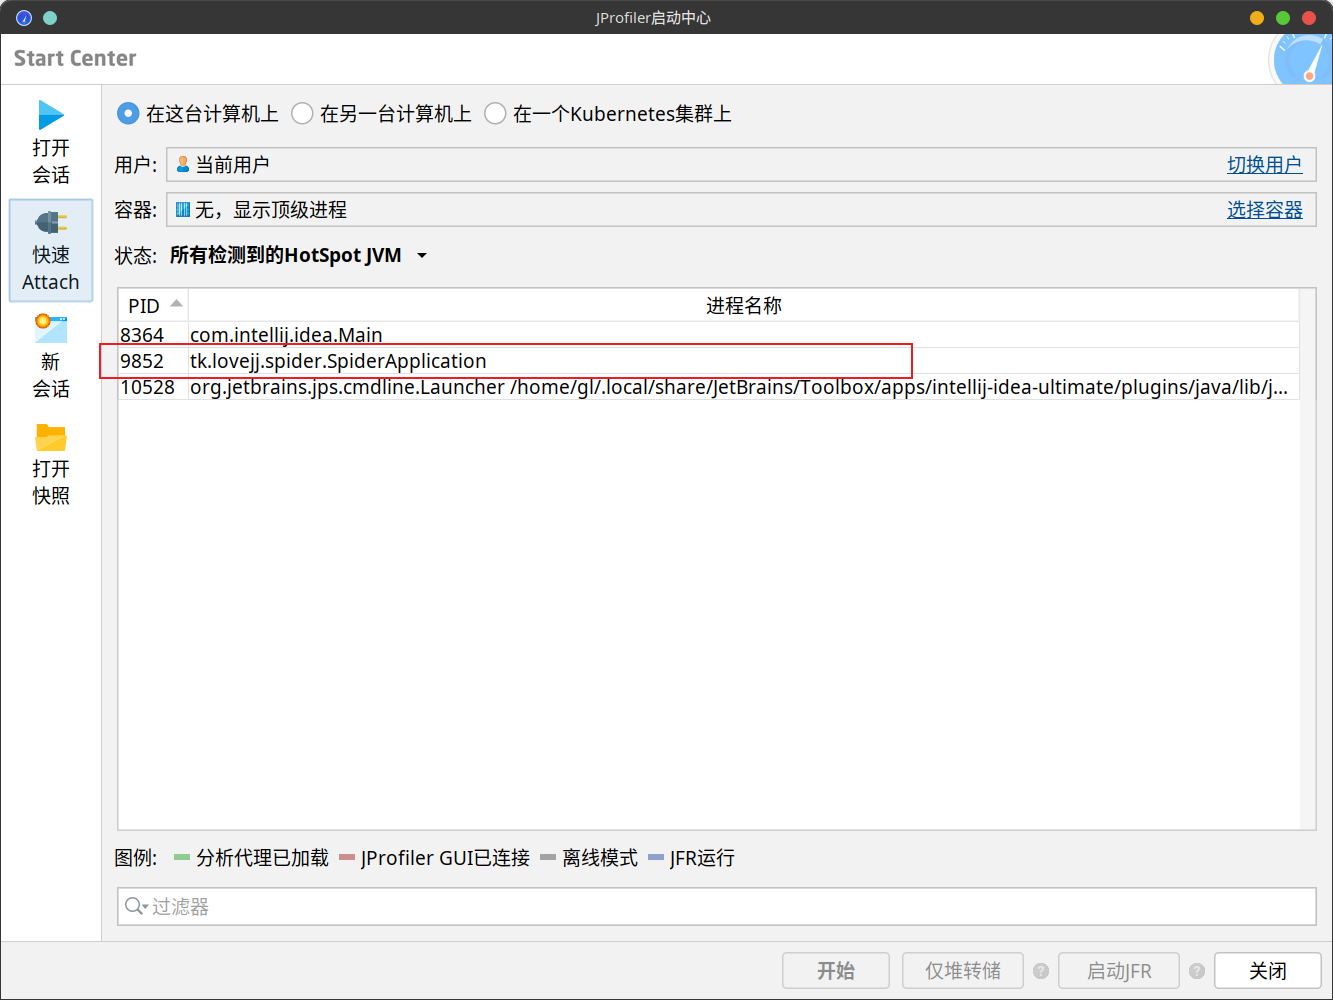 JProfiler启动中心
Start Center
打开
会话
快速
Attach
新
会话
打开
快照
在这台计算机上 在另一台计算机上 在一个Kubernetes集群上
用户: 当前用户 切换用户
容器: 无，显示顶级进程 选择容器
状态: 所有检测到的HotSpot JVM
PID 进程名称
8364 com.intellij.idea.Main
9852 tk.lovejj.spider.SpiderApplication
10528 org.jetbrains.jps.cmdline.Launcher /home/gl/.local/share/JetBrains/Toolbox/apps/intellij-idea-ultimate/plugins/java/lib/j...
图例: 分析代理已加载 JProfiler GUI已连接 离线模式 JFR运行
过滤器
开始 仅堆转储 ? 启动JFR ? 关闭